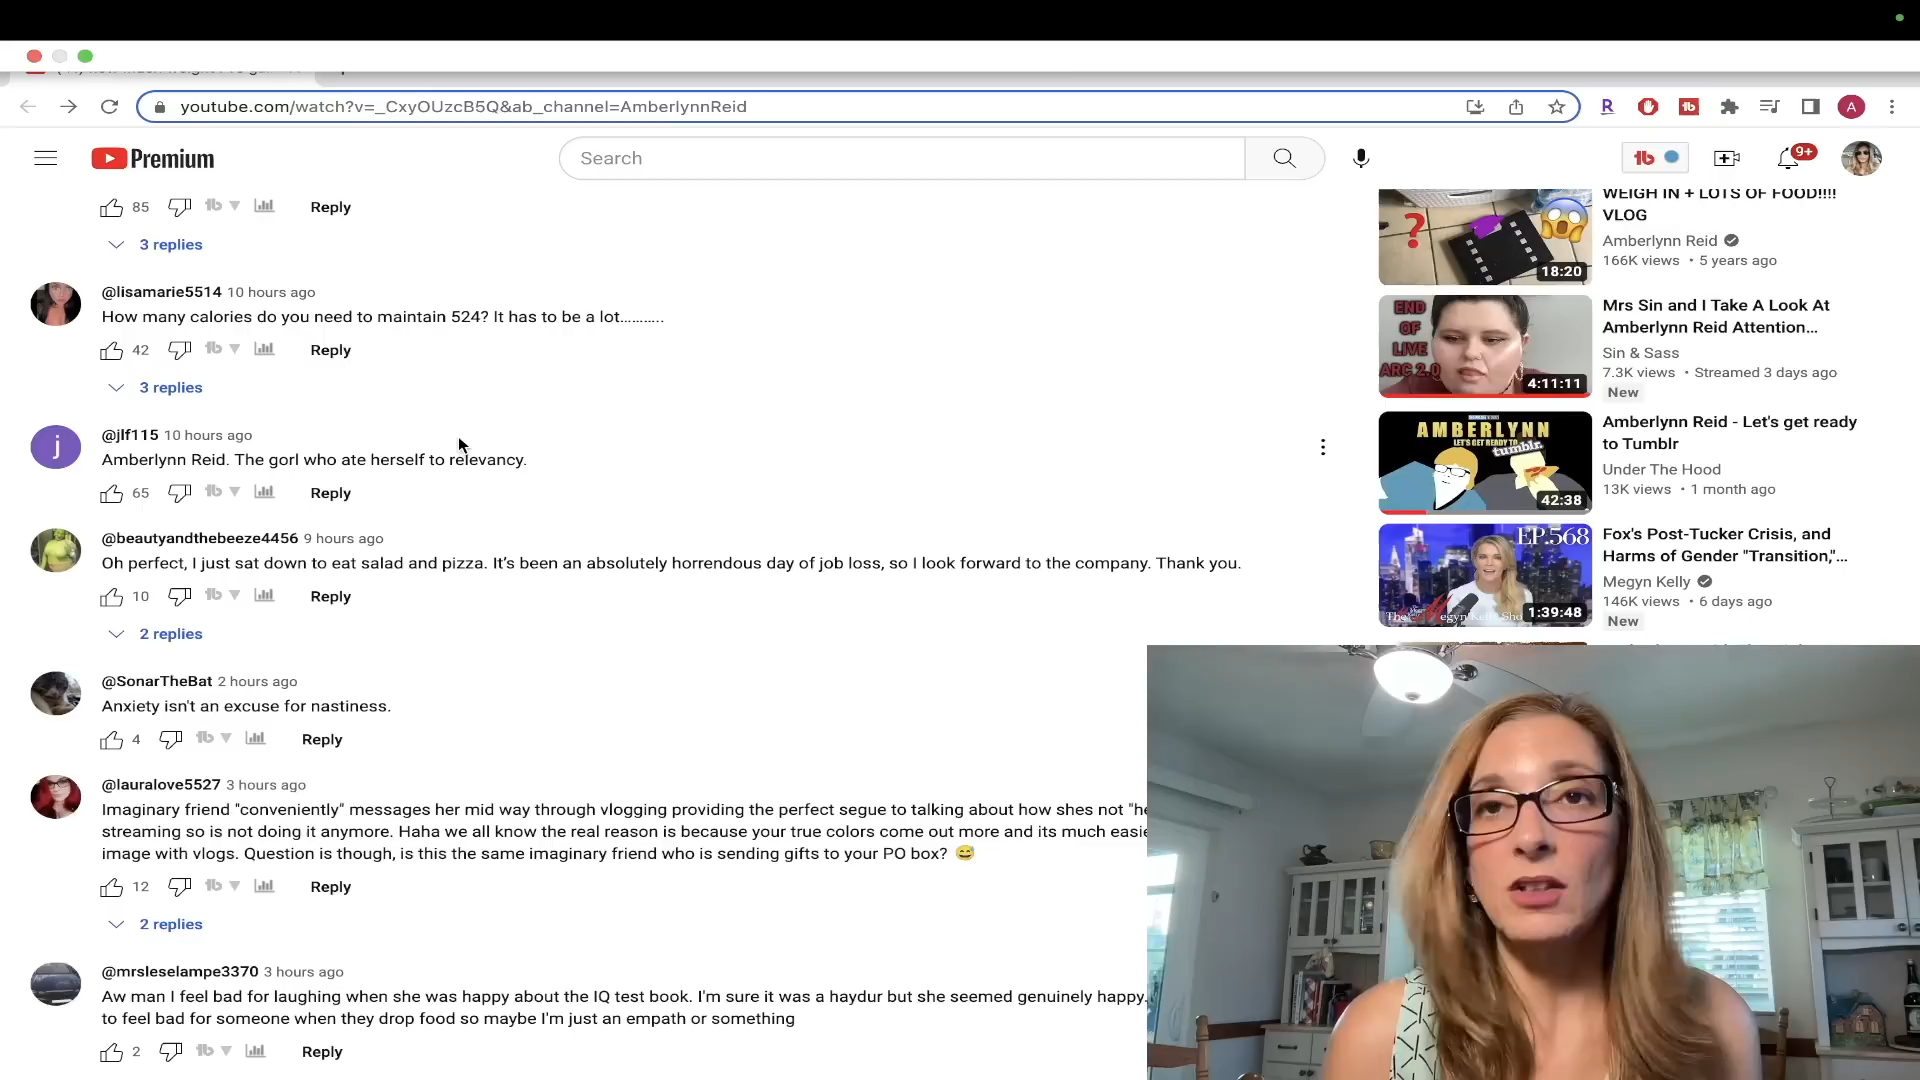 youtube.com/watch?v=_CxyOUzcB5Q&ab_channel=AmberlynnReid
R
tb
A
Premium
Search
tb
9+
85
Reply
3 replies
@lisamarie5514 10 hours ago
How many calories do you need to maintain 524? It has to be a lot...........
42
Reply
3 replies
j
@jlf115 10 hours ago
Amberlynn Reid. The gorl who ate herself to relevancy.
65
Reply
@beautyandthebeeze4456 9 hours ago
Oh perfect, I just sat down to eat salad and pizza. It’s been an absolutely horrendous day of job loss, so I look forward to the company. Thank you.
10
Reply
2 replies
@SonarTheBat 2 hours ago
Anxiety isn't an excuse for nastiness.
4
Reply
@lauralove5527 3 hours ago
Imaginary friend "conveniently" messages her mid way through vlogging providing the perfect segue to talking about how shes not "he
streaming so is not doing it anymore. Haha we all know the real reason is because your true colors come out more and its much easie
image with vlogs. Question is though, is this the same imaginary friend who is sending gifts to your PO box? 😅
12
Reply
2 replies
@mrsleselampe3370 3 hours ago
Aw man I feel bad for laughing when she was happy about the IQ test book. I'm sure it was a haydur but she seemed genuinely happy.
to feel bad for someone when they drop food so maybe I'm just an empath or something
2
Reply
?
18:20
WEIGH IN + LOTS OF FOOD!!!!
VLOG
Amberlynn Reid
166K views • 5 years ago
END
OF
LIVE
ARC 2.0
4:11:11
Mrs Sin and I Take A Look At
Amberlynn Reid Attention...
Sin & Sass
7.3K views • Streamed 3 days ago
New
AMBERLYNN
LET'S GET READY TO
tumblr.
42:38
Amberlynn Reid - Let's get ready
to Tumblr
Under The Hood
13K views • 1 month ago
EP.568
1:39:48
Fox's Post-Tucker Crisis, and
Harms of Gender "Transition,"...
Megyn Kelly
146K views • 6 days ago
New